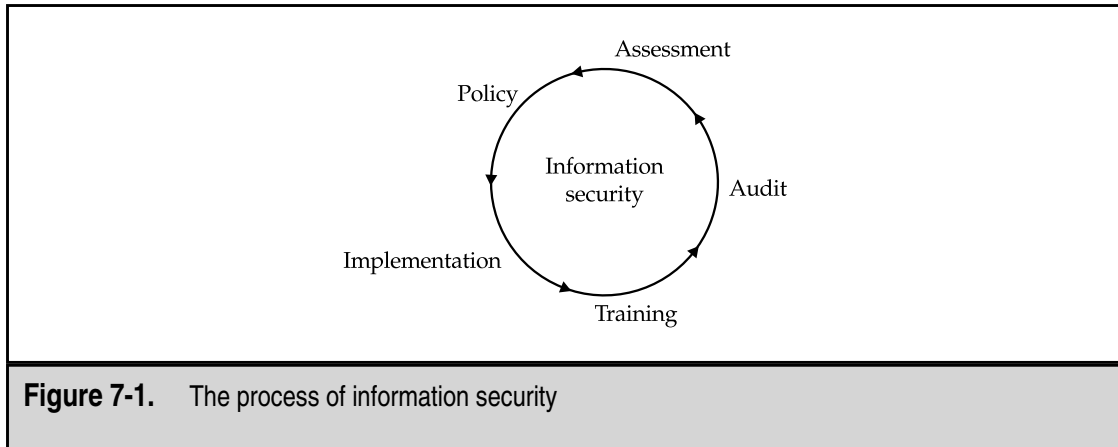 Assessment
Policy
Information
security
Audit
Implementation
Training
Figure 7-1. The process of information security